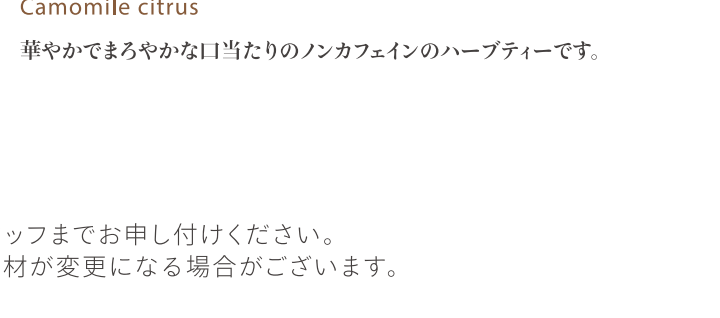 Camomile citrus
華やかでまろやかな口当たりのノンカフェインのハーブティーです。
ッフまでお申し付けください。
材が変更になる場合がございます。